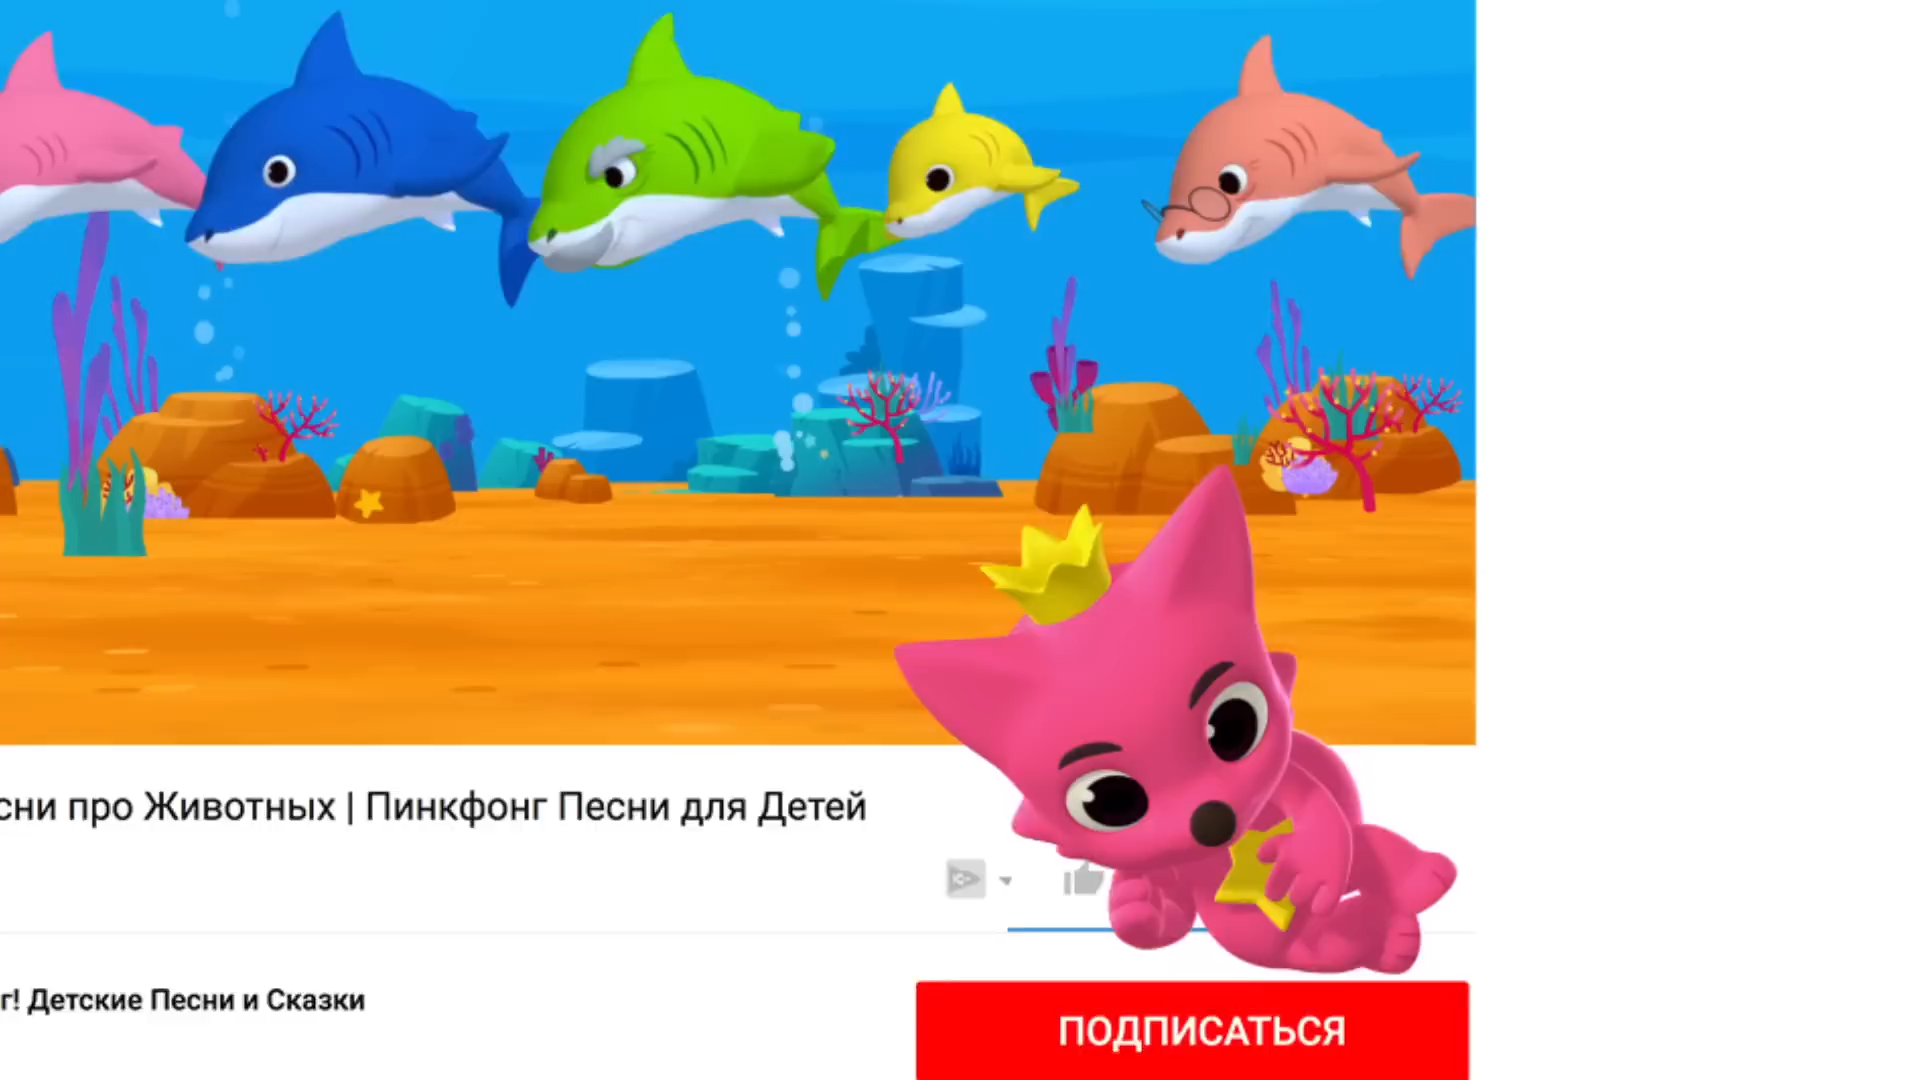 сни про Животных | Пинкфонг Песни для Детей
г! Детские Песни и Сказки
ПОДПИСАТЬСЯ